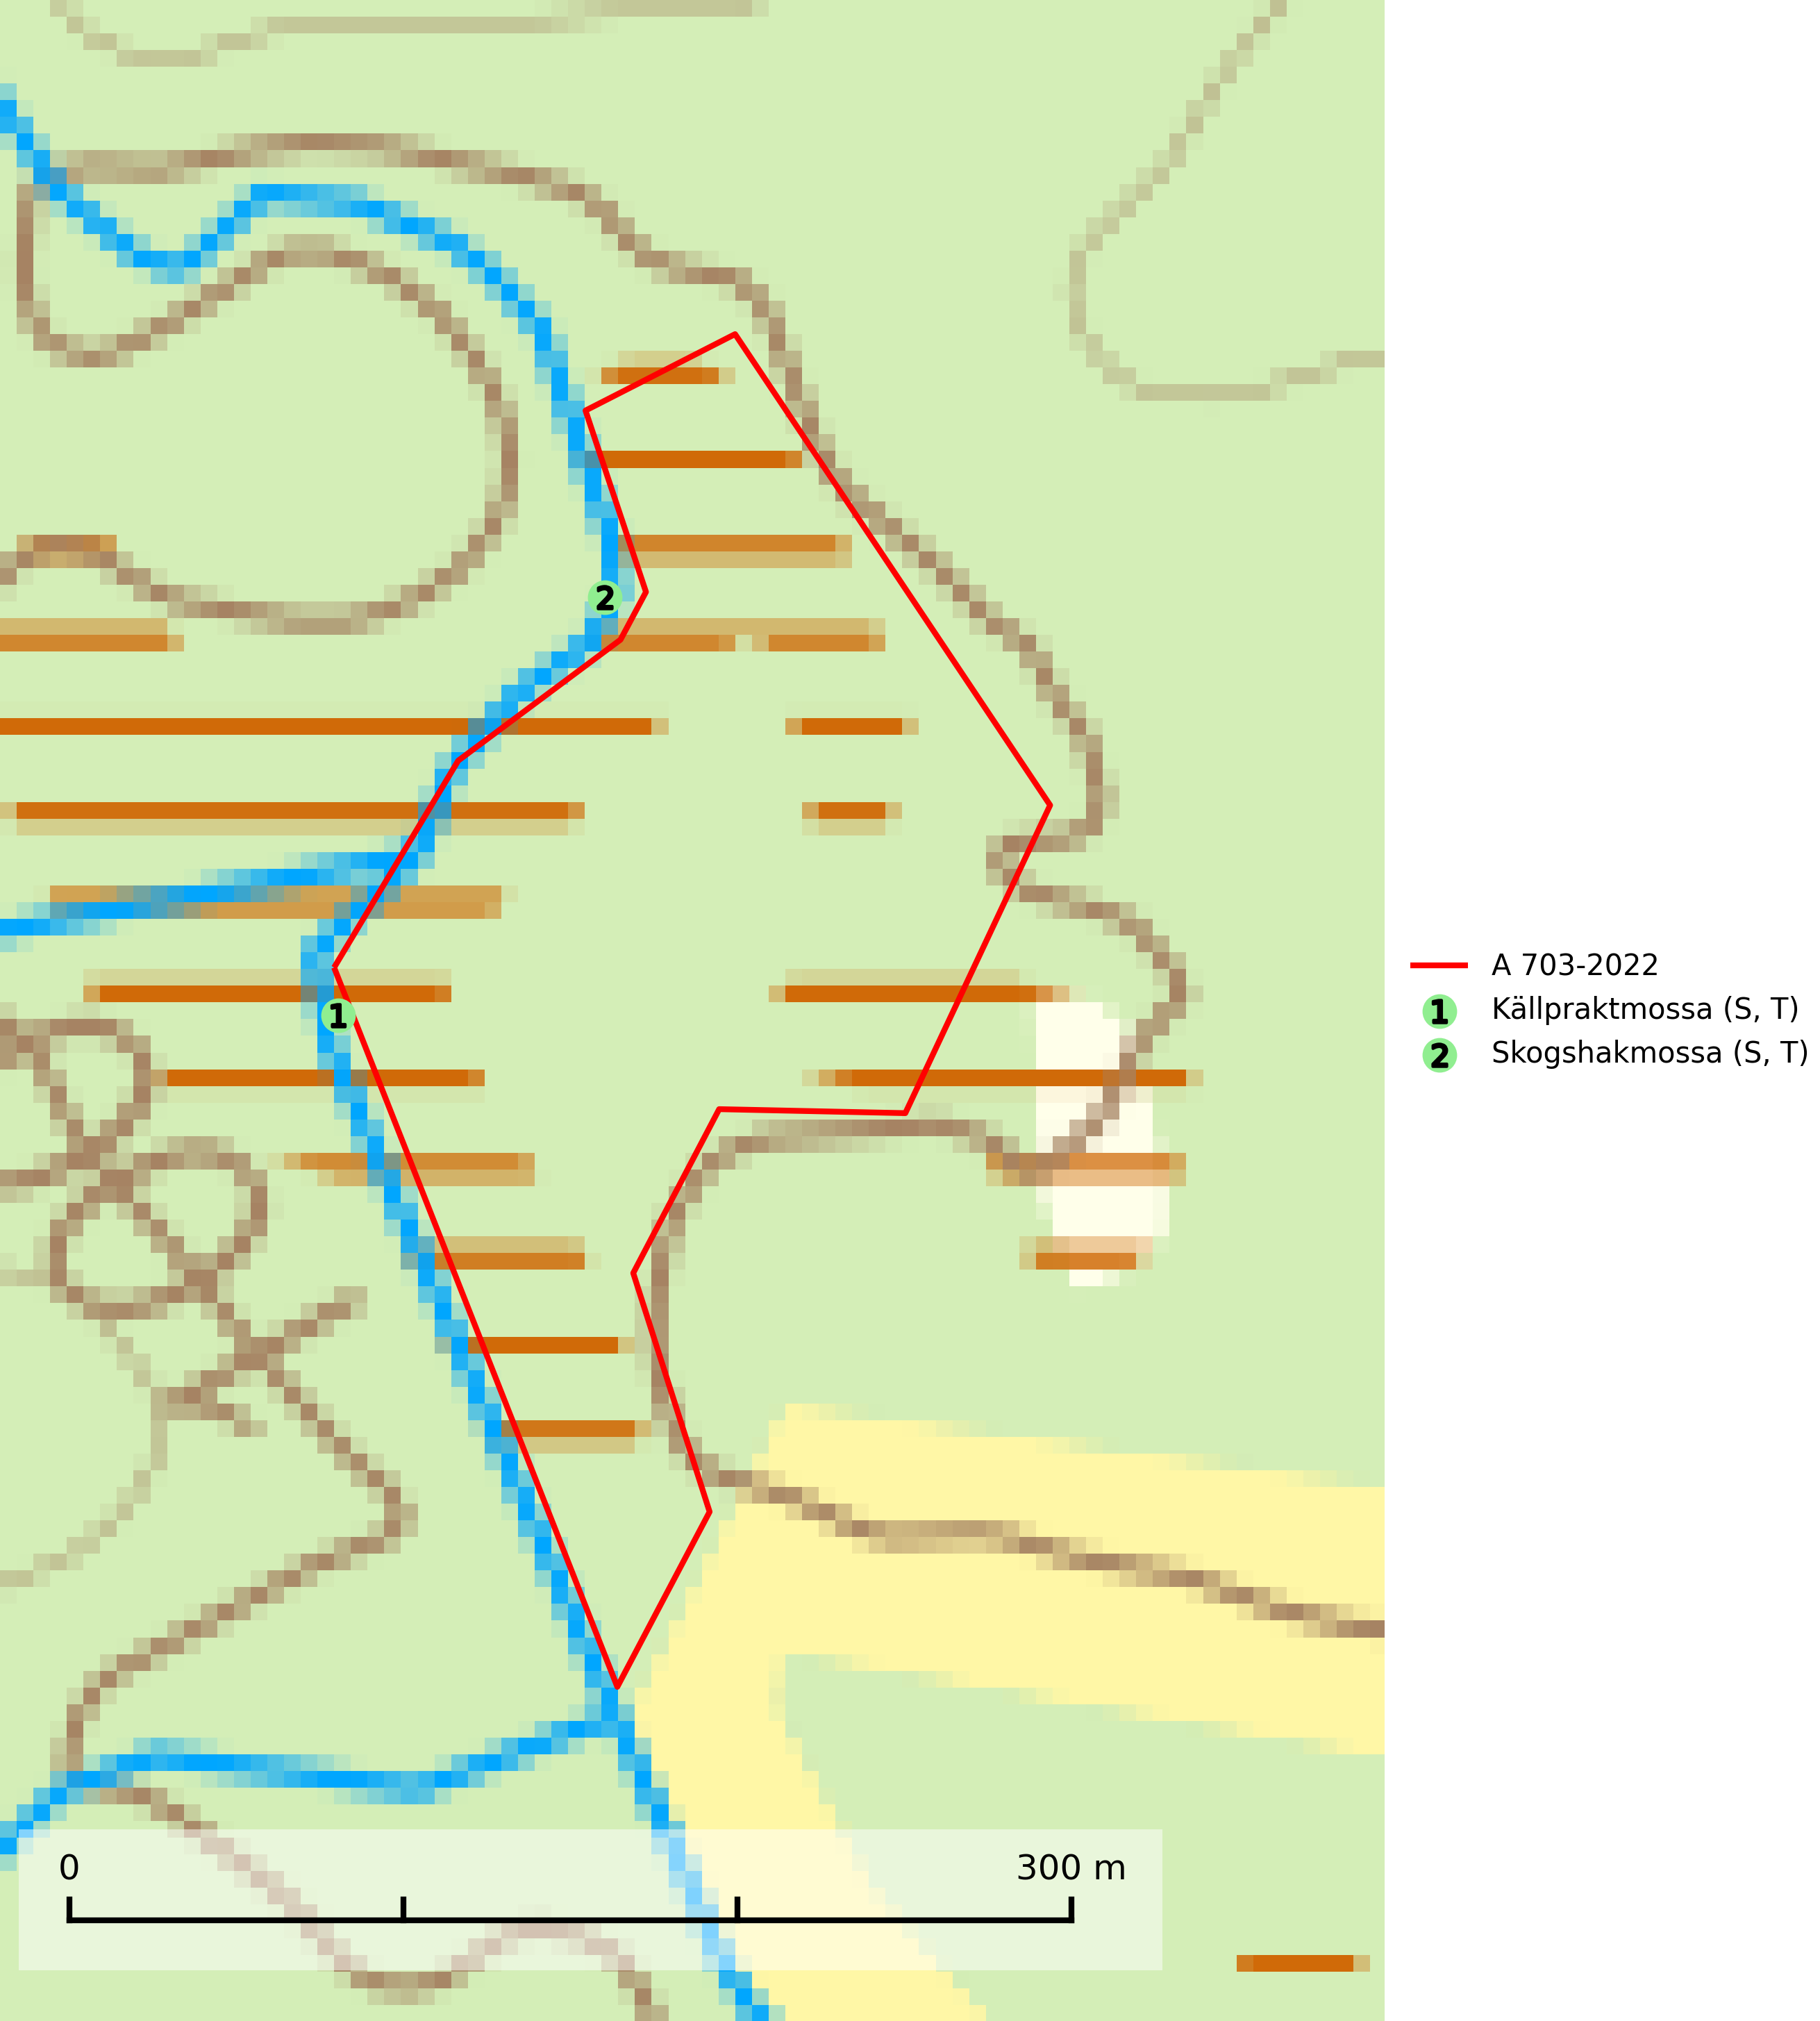 2
1
A 703-2022
1 Källpraktmossa (S, T)
2 Skogshakmossa (S, T)
0 300 m